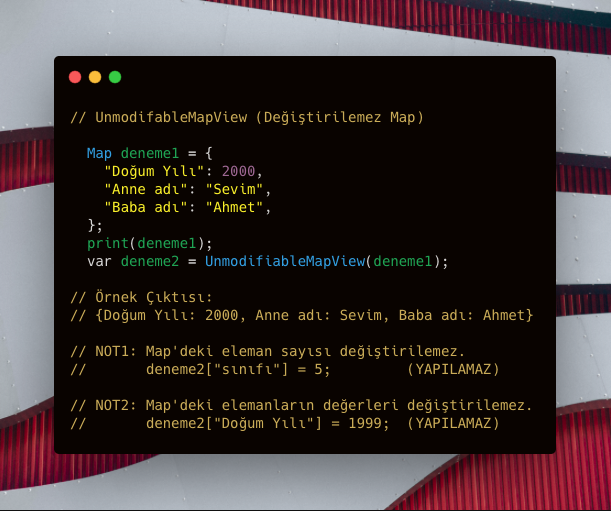 // UnmodifableMapView (Değiştirilemez Map)
Map deneme1 = {
"Doğum Yılı": 2000,
"Anne adı": "Sevim",
"Baba adı": "Ahmet",
};
print(deneme1);
var deneme2 = UnmodifiableMapView(deneme1);
// Örnek Çıktısı:
// {Doğum Yılı: 2000, Anne adı: Sevim, Baba adı: Ahmet}
// NOT1: Map'deki eleman sayısı değiştirilemez.
// deneme2["sınıfı"] = 5; (YAPILAMAZ)
// NOT2: Map'deki elemanların değerleri değiştirilemez.
// deneme2["Doğum Yılı"] = 1999; (YAPILAMAZ)